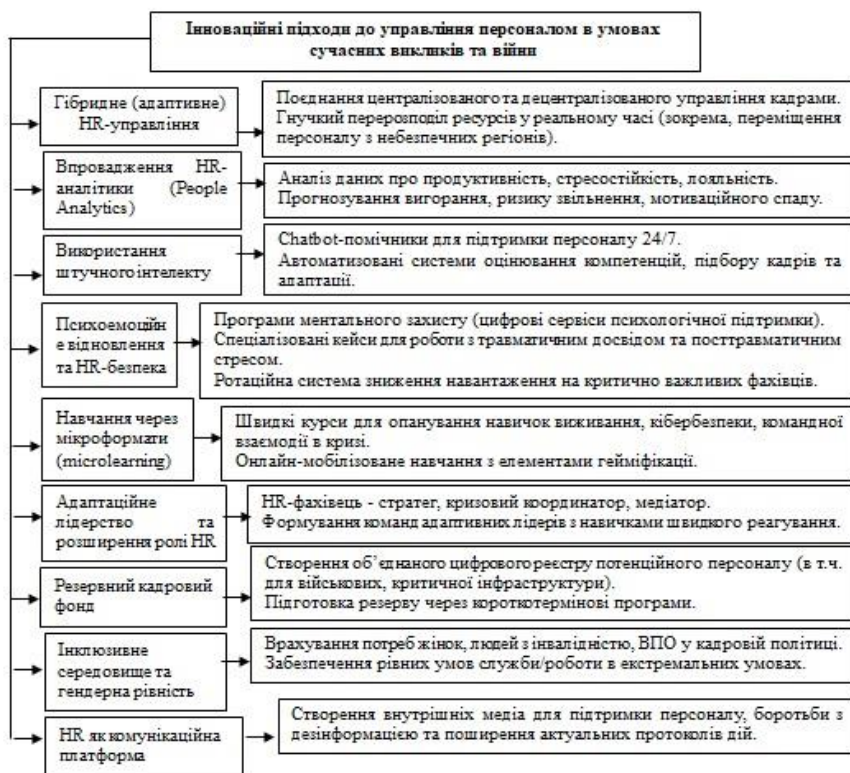 Інноваційні підходи до управління персоналом в умовах
сучасних викликів та війни
Гібридне (адаптивне)
HR-управління
Поєднання централізованого та децентралізованого управління кадрами.
Гнучкий перерозподіл ресурсів у реальному часі (зокрема, переміщення
персоналу з небезпечних регіонів).
Впровадження HR-
аналітики (People
Analytics)
Аналіз даних про продуктивність, стресостійкість, лояльність.
Прогнозування вигорання, ризику звільнення, мотиваційного спаду.
Використання
штучного інтелекту
Chatbot-помічники для підтримки персоналу 24/7.
Автоматизовані системи оцінювання компетенцій, підбору кадрів та
адаптації.
Психоемоційн
е відновлення
та HR-безпека
Програми ментального захисту (цифрові сервіси психологічної підтримки).
Спеціалізовані кейси для роботи з травматичним досвідом та посттравматичним
стресом.
Ротаційна система зниження навантаження на критично важливих фахівців.
Навчання через
мікроформати
(microlearning)
Швидкі курси для опанування навичок виживання, кібербезпеки, командної
взаємодії в кризі.
Онлайн-мобілізоване навчання з елементами гейміфікації.
Адаптаційне
лідерство та
розширення ролі HR
HR-фахівець - стратег, кризовий координатор, медіатор.
Формування команд адаптивних лідерів з навичками швидкого реагування.
Резервний кадровий
фонд
Створення об’єднаного цифрового реєстру потенційного персоналу (в т.ч.
для військових, критичної інфраструктури).
Підготовка резерву через короткотермінові програми.
Інклюзивне
середовище та
гендерна рівність
Врахування потреб жінок, людей з інвалідністю, ВПО у кадровій політиці.
Забезпечення рівних умов служби/роботи в екстремальних умовах.
HR як комунікаційна
платформа
Створення внутрішніх медіа для підтримки персоналу, боротьби з
дезінформацією та поширення актуальних протоколів дій.